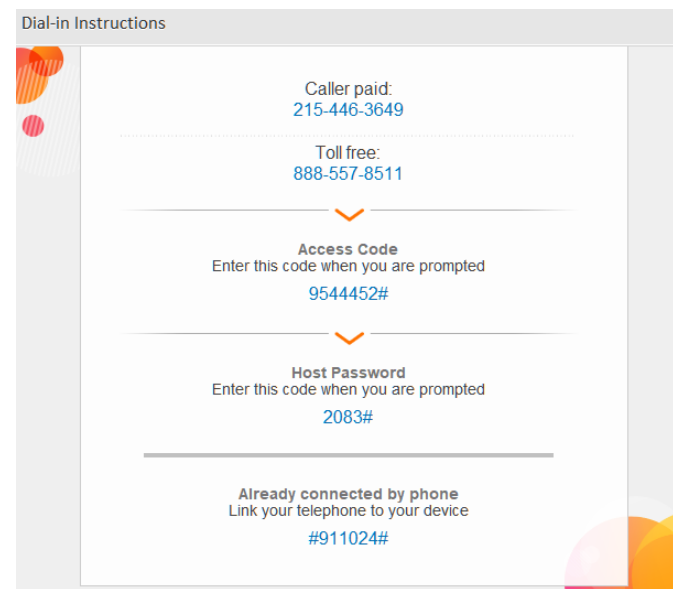 Dial-in Instructions
Caller paid:
215-446-3649
Toll free:
888-557-8511
Access Code
Enter this code when you are prompted
9544452#
Host Password
Enter this code when you are prompted
2083#
Already connected by phone
Link your telephone to your device
#911024#